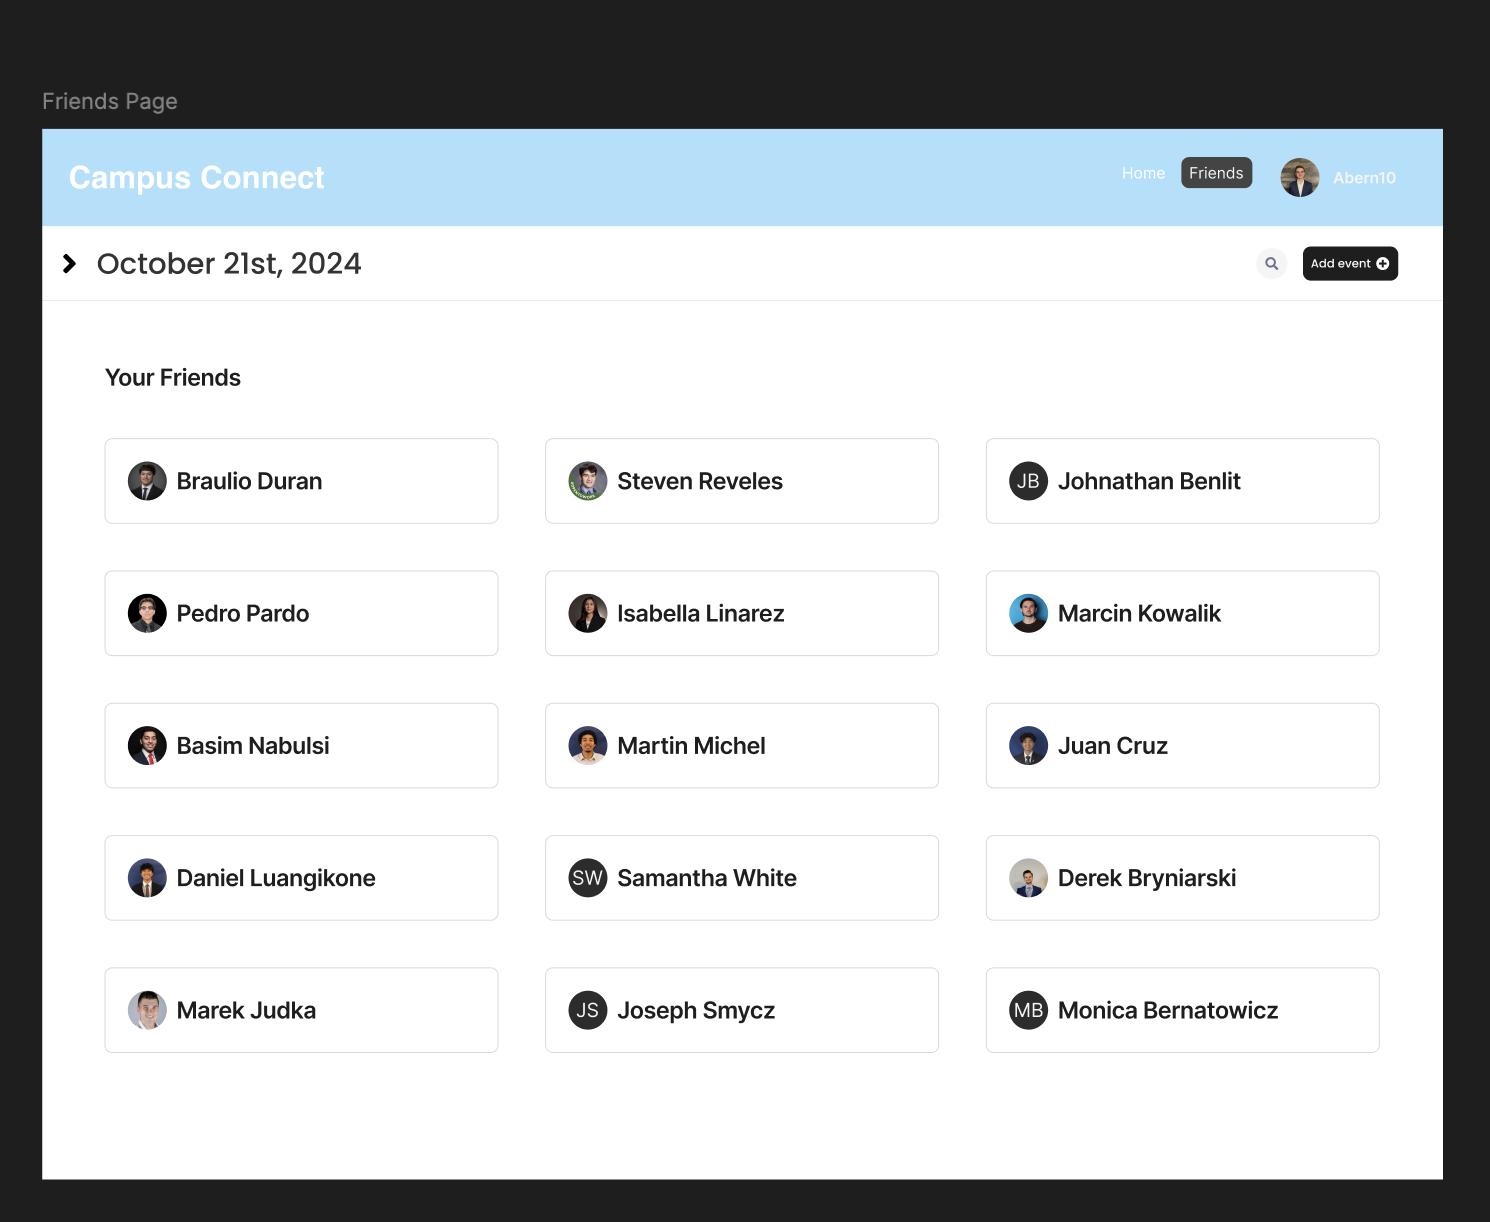 Friends Page
Campus Connect
Home
Friends
Abern10
October 21st, 2024
Add event
Your Friends
Braulio Duran
Steven Reveles
JB
Johnathan Benlit
Pedro Pardo
Isabella Linarez
Marcin Kowalik
Basim Nabulsi
Martin Michel
Juan Cruz
Daniel Luangikone
SW
Samantha White
Derek Bryniarski
Marek Judka
JS
Joseph Smycz
MB
Monica Bernatowicz